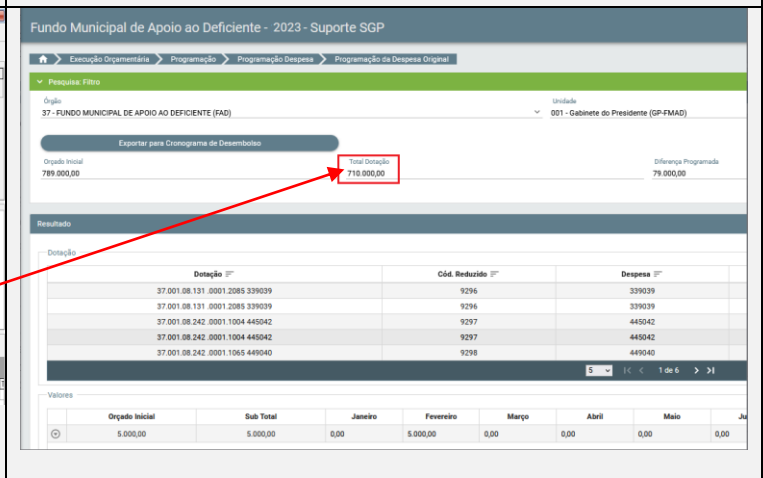 Fundo Municipal de Apoio ao Deficiente - 2023 - Suporte SGP
Execução Orçamentária Programação Programação Despesa Programação da Despesa Original
Pesquisa: Filtro
Órgão Unidade
37 - FUNDO MUNICIPAL DE APOIO AO DEFICIENTE (FAD) 001 - Gabinete do Presidente (GP-FMAD)
Exportar para Cronograma de Desembolso
Orçado Inicial Total Dotação Diferença Programada
789.000,00 710.000,00 79.000,00
Resultado
Dotação
Dotação Cód. Reduzido Despesa
37.001.08.131 .0001.2085 339039 9296 339039
37.001.08.131 .0001.2085 339039 9296 339039
37.001.08.242 .0001.1004 445042 9297 445042
37.001.08.242 .0001.1004 445042 9297 445042
37.001.08.242 .0001.1065 449040 9298 449040
5 1 de 6
Valores
Orçado Inicial Sub Total Janeiro Fevereiro Março Abril Maio Ju
5.000,00 5.000,00 0,00 5.000,00 0,00 0,00 0,00 0,00